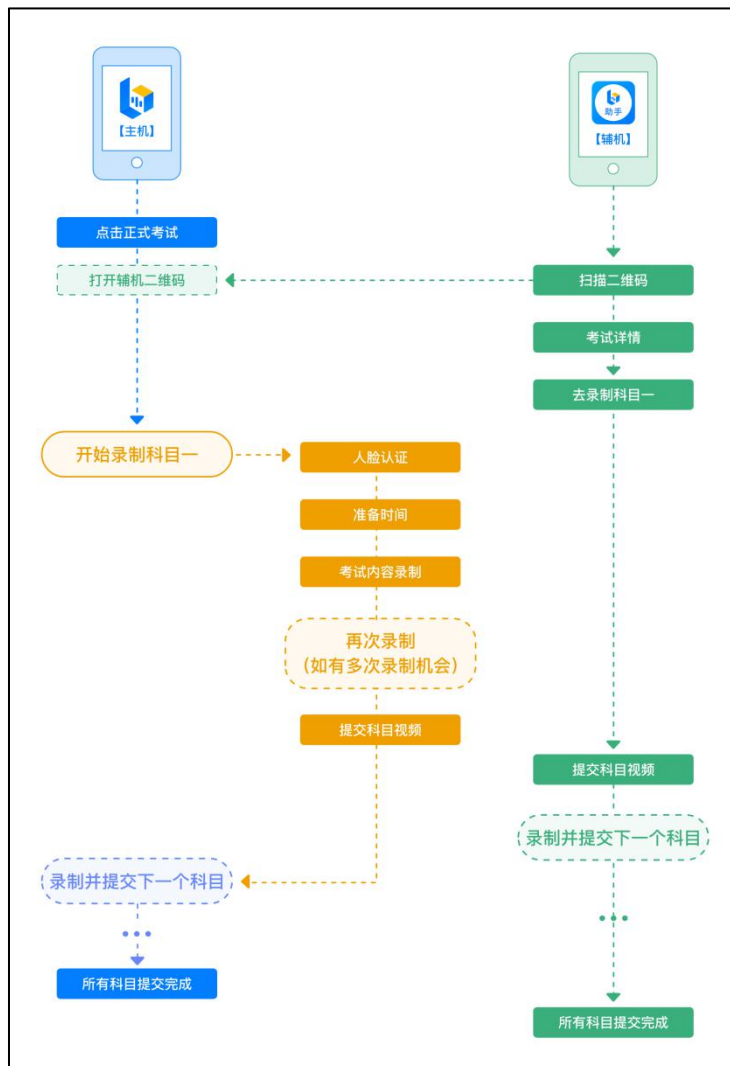 【主机】
助手
【辅机】
点击正式考试
打开辅机二维码
扫描二维码
考试详情
去录制科目一
开始录制科目一
人脸认证
准备时间
考试内容录制
再次录制
（如有多次录制机会）
提交科目视频
提交科目视频
录制并提交下一个科目
录制并提交下一个科目
所有科目提交完成
所有科目提交完成